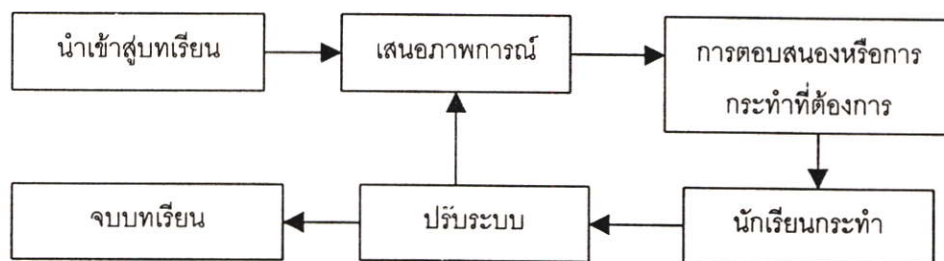 นำเข้าสู่บทเรียน
เสนอภาพการณ์
การตอบสนองหรือการ
กระทำที่ต้องการ
จบบทเรียน
ปรับระบบ
นักเรียนกระทำ